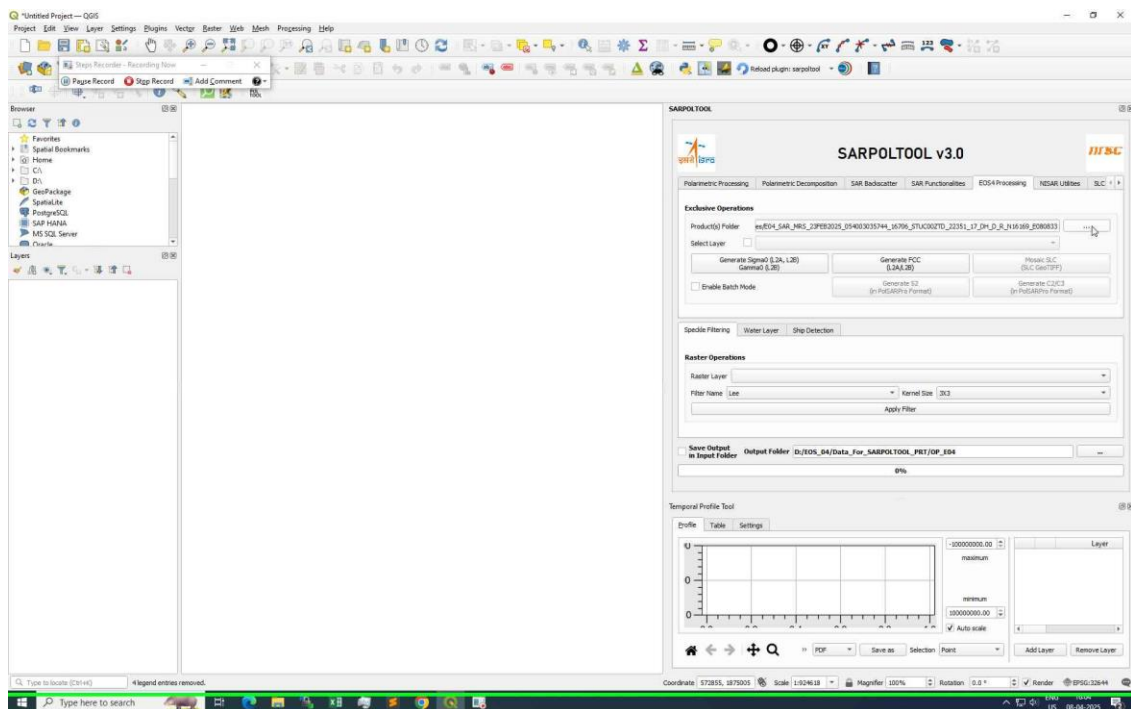 *Untitled Project — QGIS
Project Edit View Layer Settings Plugins Vector Raster Web Mesh Processing Help
Steps Recorder - Recording Now
Reload plugin: sarpoltool
Pause Record Stop Record Add Comment
Browser
Favorites
Spatial Bookmarks
Home
C:\
D:\
GeoPackage
SpatiaLite
PostgreSQL
SAP HANA
MS SQL Server
Oracle
Layers
SARPOLTOOL
इसरो isro
SARPOLTOOL v3.0
nrsc
Polarimetric Processing Polarimetric Decomposition SAR Backscatter SAR Functionalities EOS4 Processing NISAR Utilities SLC
Exclusive Operations
Product(s) Folder es/E04_SAR_MRS_23FEB2025_054003035744_16706_STUC00ZTD_22351_17_DH_D_R_N16169_E080833 ...
Select Layer
Generate Sigma0 (L2A, L2B)
Gamma0 (L2B)
Generate FCC
(L2A/L2B)
Mosaic SLC
(SLC GeoTIFF)
Enable Batch Mode
Generate S2
(in PolSARPro Format)
Generate C2/C3
(in PolSARPro Format)
Speckle Filtering Water Layer Ship Detection
Raster Operations
Raster Layer
Filter Name Lee Kernel Size 3X3
Apply Filter
Save Output
in Input Folder
Output Folder D:/EOS_04/Data_For_SARPOLTOOL_PRT/OP_E04 ...
0%
Temporal Profile Tool
Profile Table Settings
-100000000.00
maximum
minimum
100000000.00
Auto scale
Layer
PDF Save as Selection Point Add Layer Remove Layer
Type to locate (Ctrl+K) 4 legend entries removed.
Coordinate 572855, 1875005 Scale 1:924618 Magnifier 100% Rotation 0.0 ° Render EPSG:32644
Type here to search
ENG
US
10:04
08-04-2025